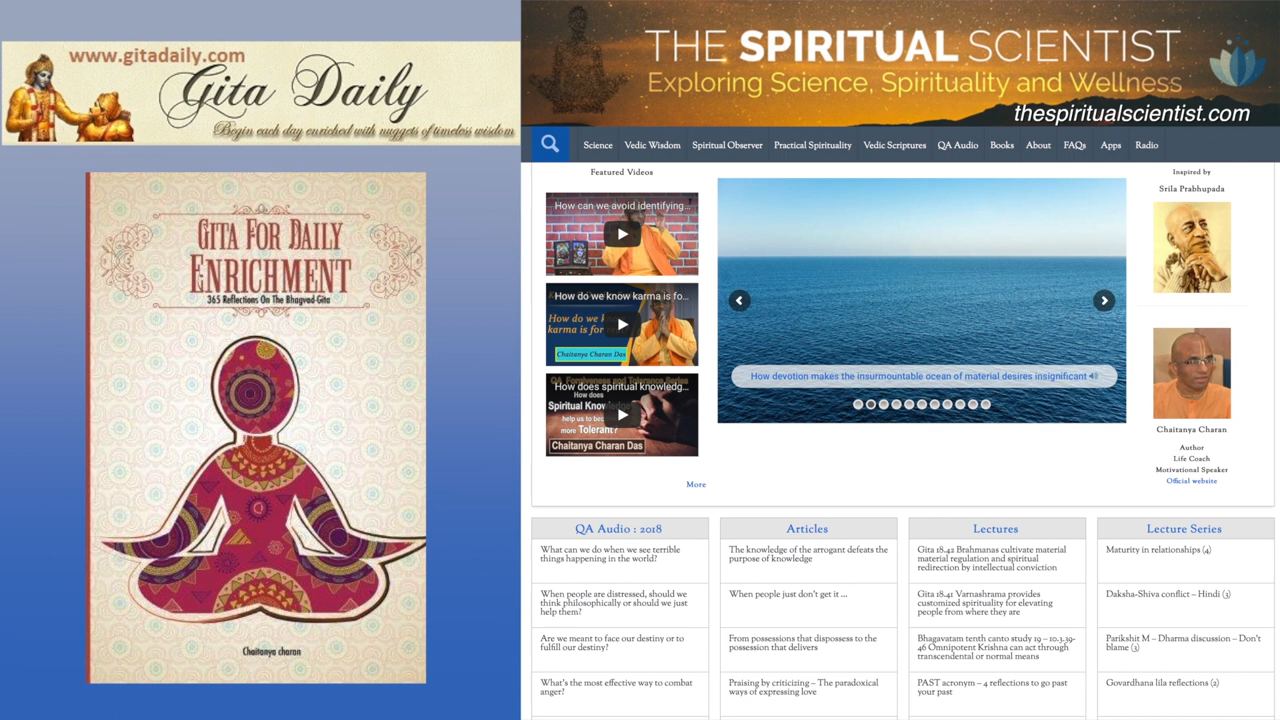 www.gitadaily.com
Gita Daily
Begin each day enriched with nuggets of timeless wisdom
GITA FOR DAILY
ENRICHMENT
365 Reflections On The Bhagvad-Gita
Chaitanya charan
THE SPIRITUAL SCIENTIST
Exploring Science, Spirituality and Wellness
thespiritualscientist.com
Science Vedic Wisdom Spiritual Observer Practical Spirituality Vedic Scriptures QA Audio Books About FAQs Apps Radio
Featured Videos
How can we avoid identifying...
How do we know karma is fo...
How do we k
karma is for
Chaitanya Charan Das
QA Forgiveness and Tolerance Series
How does spiritual knowledg...
How does
Spiritual Know
help us to be
more Tolerant?
Chaitanya Charan Das
More
How devotion makes the insurmountable ocean of material desires insignificant
Inspired by
Srila Prabhupada
Chaitanya Charan
Author
Life Coach
Motivational Speaker
Official website
QA Audio : 2018
What can we do when we see terrible
things happening in the world?
When people are distressed, should we
think philosophically or should we just
help them?
Are we meant to face our destiny or to
fulfill our destiny?
What's the most effective way to combat
anger?
Articles
The knowledge of the arrogant defeats the
purpose of knowledge
When people just don't get it ...
From possessions that dispossess to the
possession that delivers
Praising by criticizing – The paradoxical
ways of expressing love
Lectures
Gita 18.42 Brahmanas cultivate material
material regulation and spiritual
redirection by intellectual conviction
Gita 18.41 Varnashrama provides
customized spirituality for elevating
people from where they are
Bhagavatam tenth canto study 19 – 10.3.39-
46 Omnipotent Krishna can act through
transcendental or normal means
PAST acronym – 4 reflections to go past
your past
Lecture Series
Maturity in relationships (4)
Daksha-Shiva conflict – Hindi (3)
Parikshit M – Dharma discussion – Don't
blame (3)
Govardhana lila reflections (2)